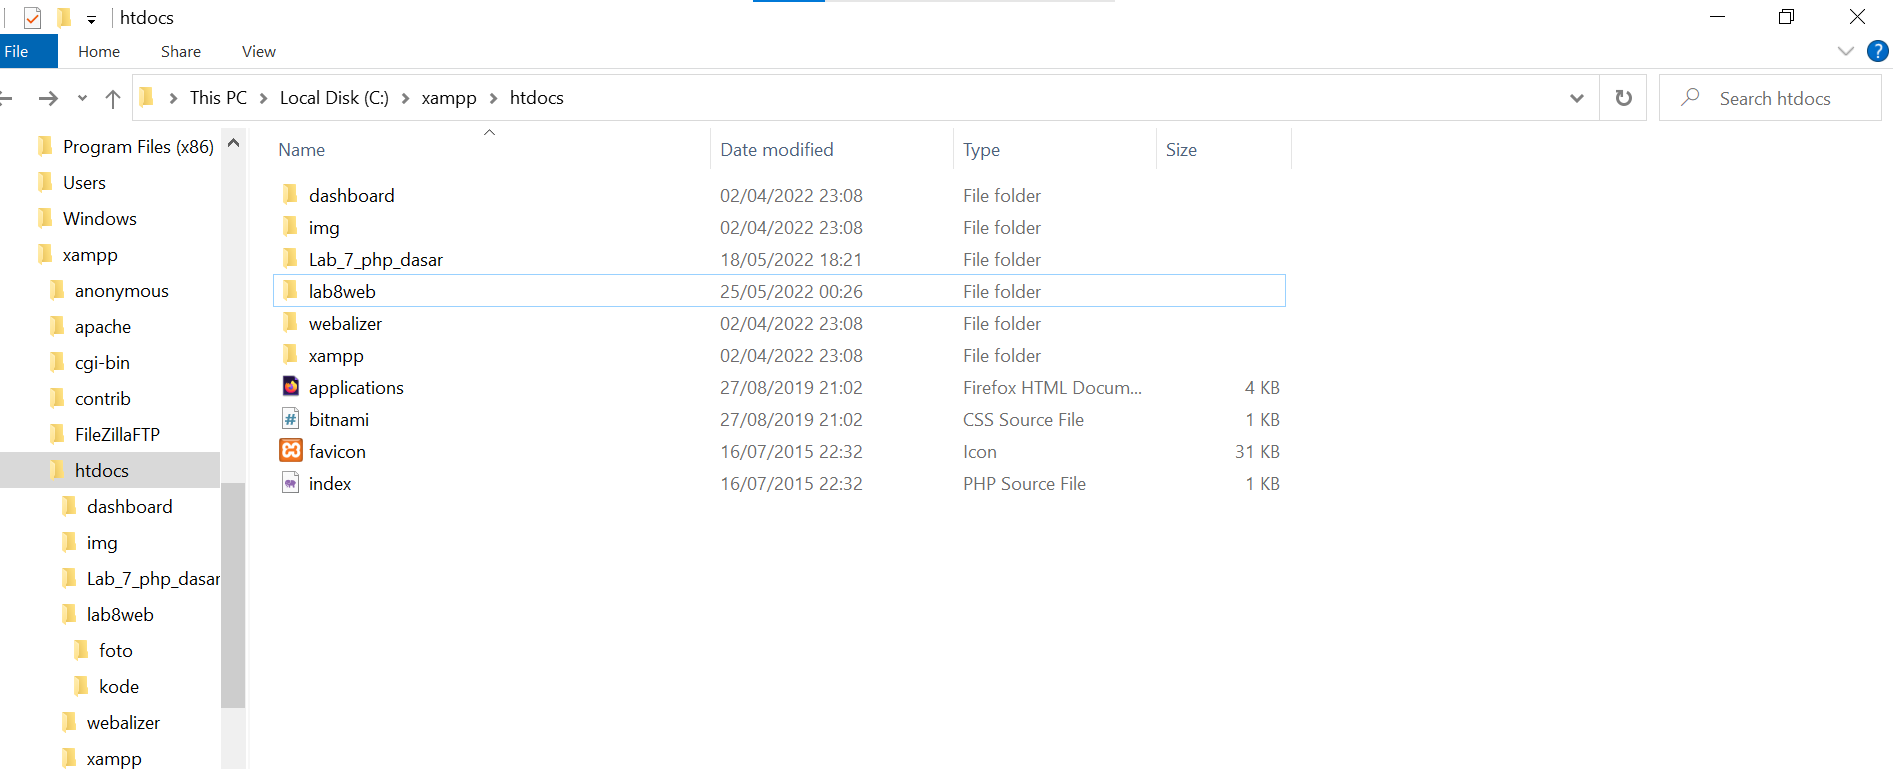 htdocs
File Home Share View
This PC Local Disk (C:) xampp htdocs Search htdocs
Program Files (x86)
Users
Windows
xampp
anonymous
apache
cgi-bin
contrib
FileZillaFTP
htdocs
dashboard
img
Lab_7_php_dasar
lab8web
foto
kode
webalizer
xampp
Name Date modified Type Size
dashboard 02/04/2022 23:08 File folder
img 02/04/2022 23:08 File folder
Lab_7_php_dasar 18/05/2022 18:21 File folder
lab8web 25/05/2022 00:26 File folder
webalizer 02/04/2022 23:08 File folder
xampp 02/04/2022 23:08 File folder
applications 27/08/2019 21:02 Firefox HTML Docum... 4 KB
bitnami 27/08/2019 21:02 CSS Source File 1 KB
favicon 16/07/2015 22:32 Icon 31 KB
index 16/07/2015 22:32 PHP Source File 1 KB